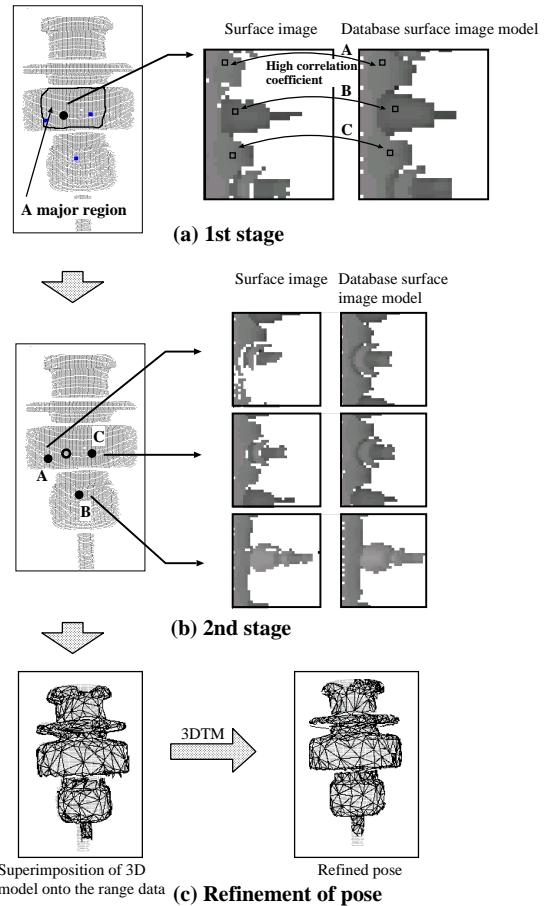 Surface image
Database surface image model
A
High correlation
coefficient
B
C
A major region
(a) 1st stage
Surface image
Database surface
image model
C
A
B
(b) 2nd stage
3DTM
Superimposition of 3D
model onto the range data
Refined pose
(c) Refinement of pose